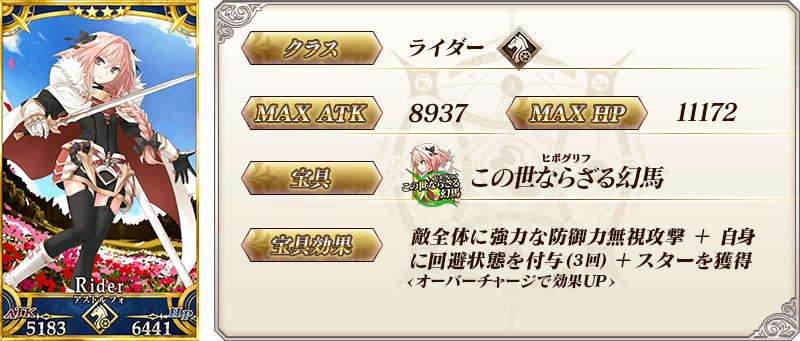 Rider
アストルフォ
ATK HP
5183 6441
クラス ライダー
MAX ATK 8937 MAX HP 11172
ヒポグリフ
宝具 この世ならざる幻馬
宝具効果 敵全体に強力な防御力無視攻撃 + 自身
に回避状態を付与(3回) + スターを獲得
<オーバーチャージで効果UP>